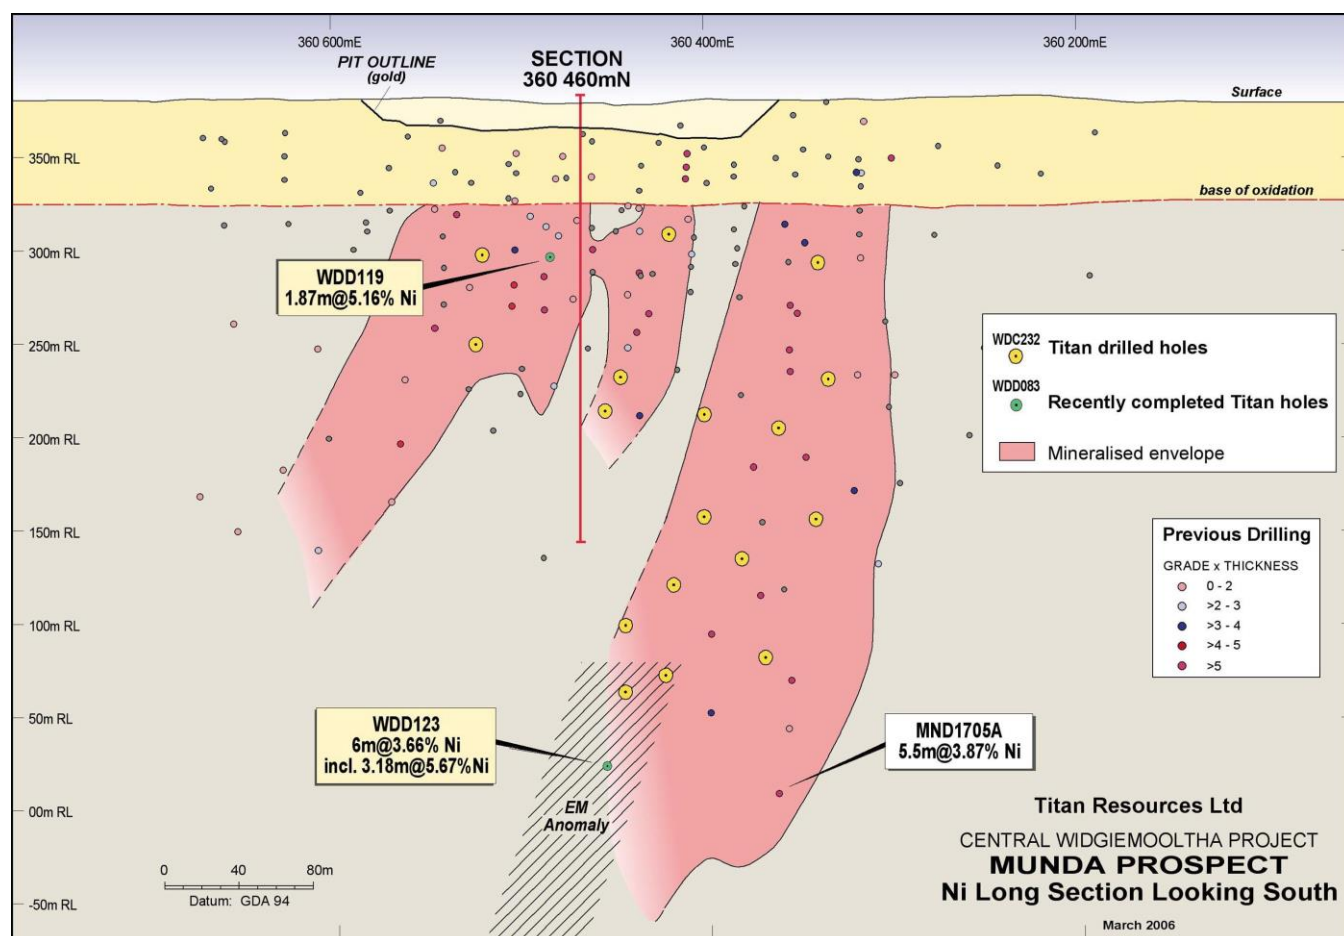 360 600mE
360 400mE
360 200mE
PIT OUTLINE
(gold)
SECTION
360 460mN
Surface
350m RL
base of oxidation
300m RL
WDD119
1.87m@5.16% Ni
250m RL
WDC232
Titan drilled holes
WDD083
Recently completed Titan holes
Mineralised envelope
200m RL
150m RL
Previous Drilling
GRADE x THICKNESS
0 - 2
>2 - 3
>3 - 4
>4 - 5
>5
100m RL
50m RL
WDD123
6m@3.66% Ni
incl. 3.18m@5.67%Ni
MND1705A
5.5m@3.87% Ni
00m RL
EM
Anomaly
Titan Resources Ltd
CENTRAL WIDGIEMOOLTHA PROJECT
MUNDA PROSPECT
Ni Long Section Looking South
March 2006
0 40 80m
Datum: GDA 94
-50m RL